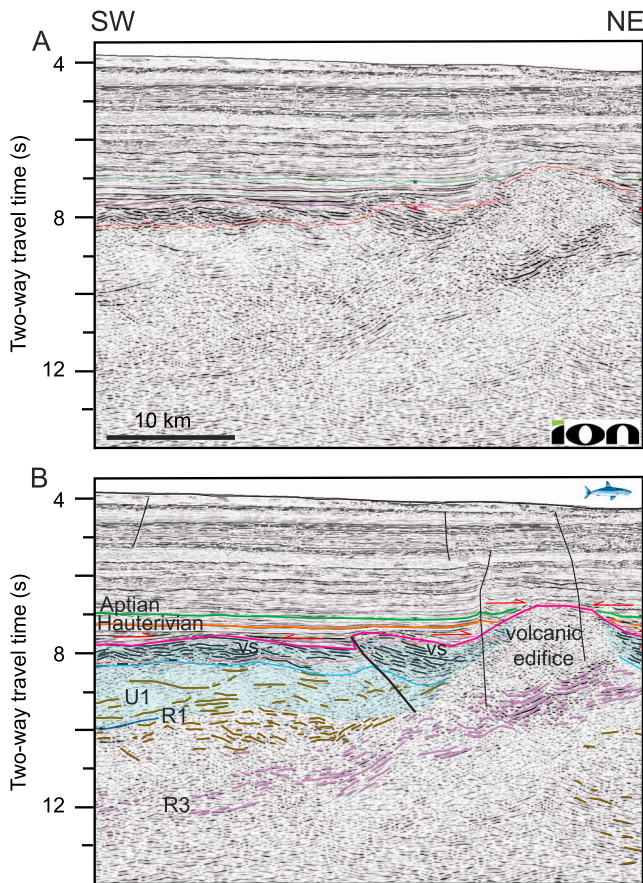 SW NE
A
4
8
12
Two-way travel time (s)
10 km
ion
B
4
8
12
Two-way travel time (s)
Aptian
Hauterivian
vs
vs
volcanic
edifice
U1
R1
R3